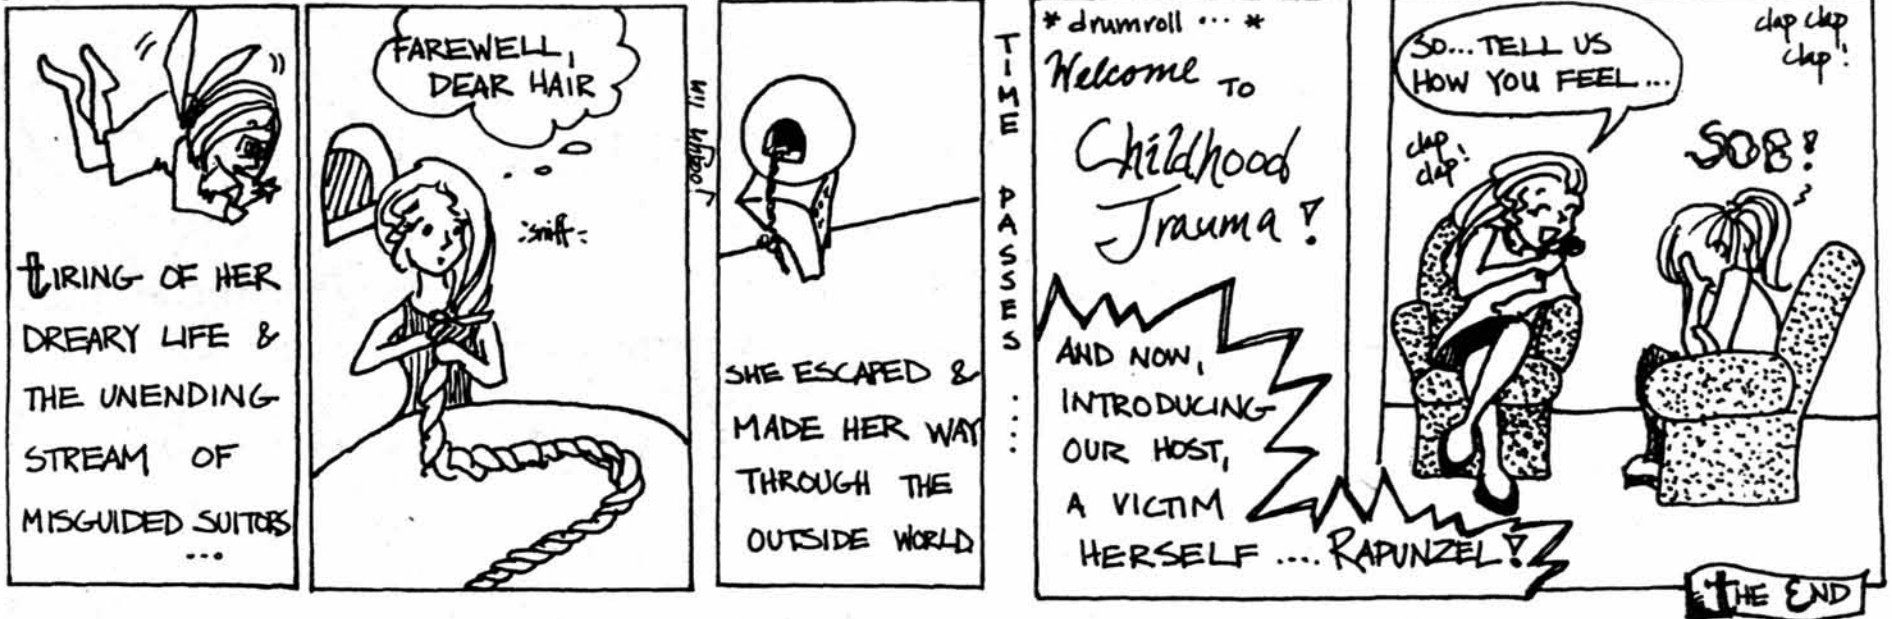 tIRING OF HER
DREARY LIFE &
THE UNENDING
STREAM OF
MISGUIDED SUITORS
...
FAREWELL,
DEAR HAIR
:sniff:
SHE ESCAPED &
MADE HER WAY
THROUGH THE
OUTSIDE WORLD
TIME PASSES ....
* drumroll ... *
Welcome TO
Childhood
Trauma!
AND NOW,
INTRODUCING
OUR HOST,
A VICTIM
HERSELF .... RAPUNZEL!
SO... TELL US
HOW YOU FEEL...
clap clap
clap!
clap
clap!
SOB!
THE END